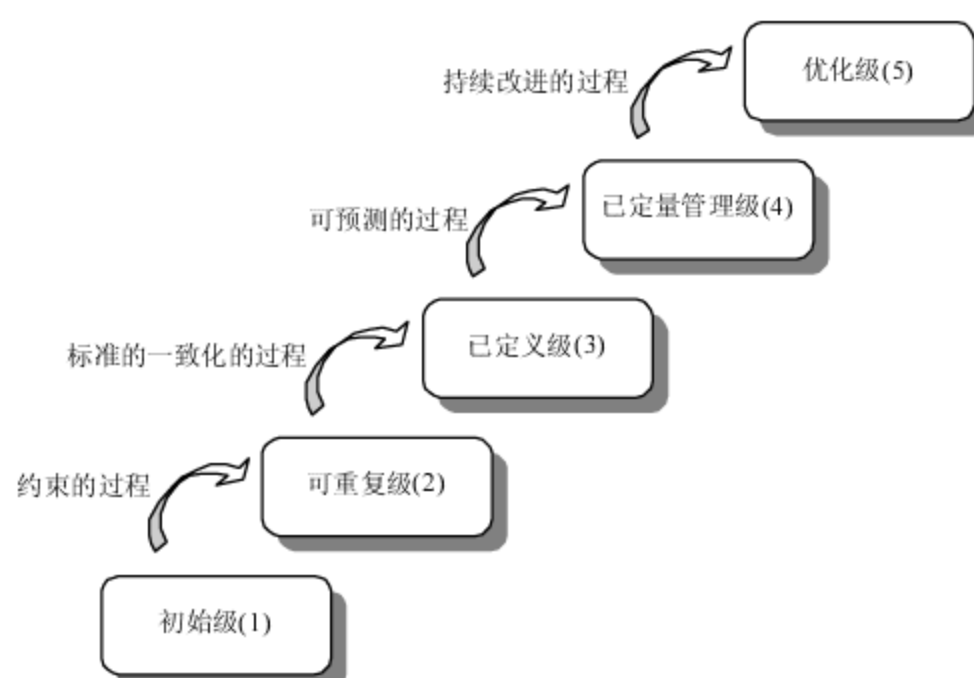 优化级(5)
持续改进的过程
已定量管理级(4)
可预测的过程
已定义级(3)
标准的一致化的过程
可重复级(2)
约束的过程
初始级(1)